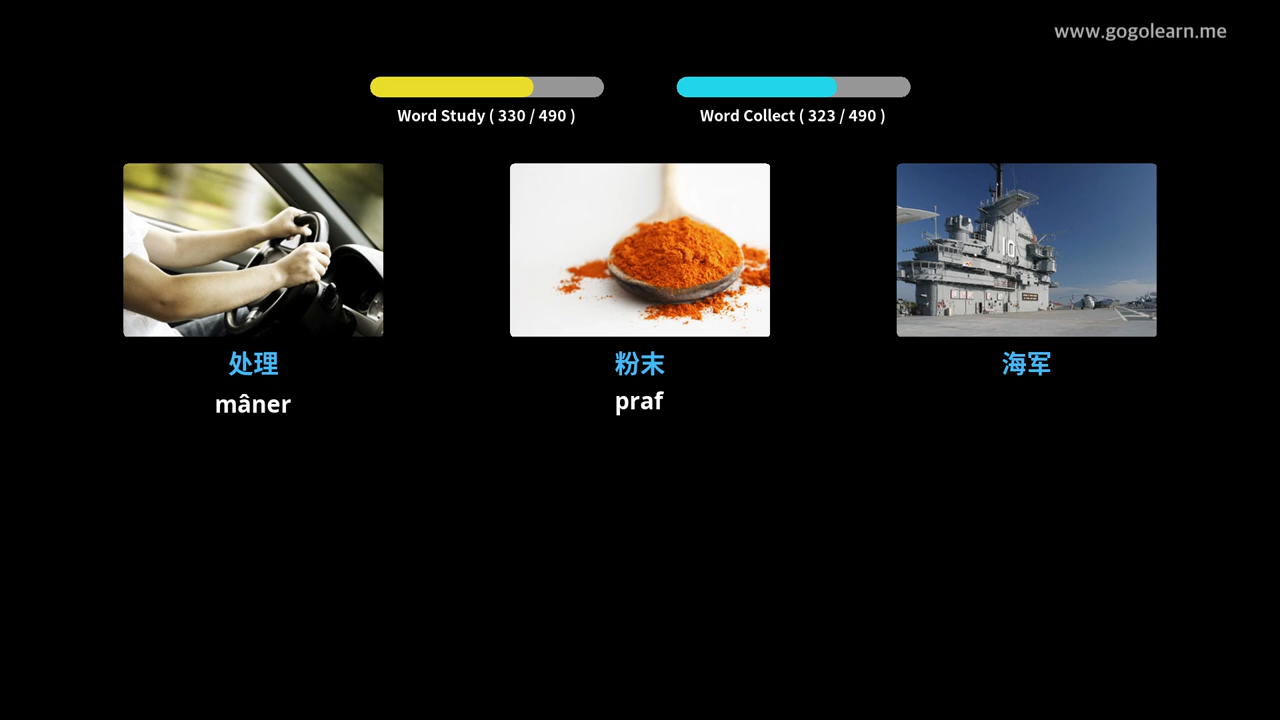 www.gogolearn.me
Word Study ( 330 / 490 )
Word Collect ( 323 / 490 )
10
处理
粉末
海军
mâner
praf